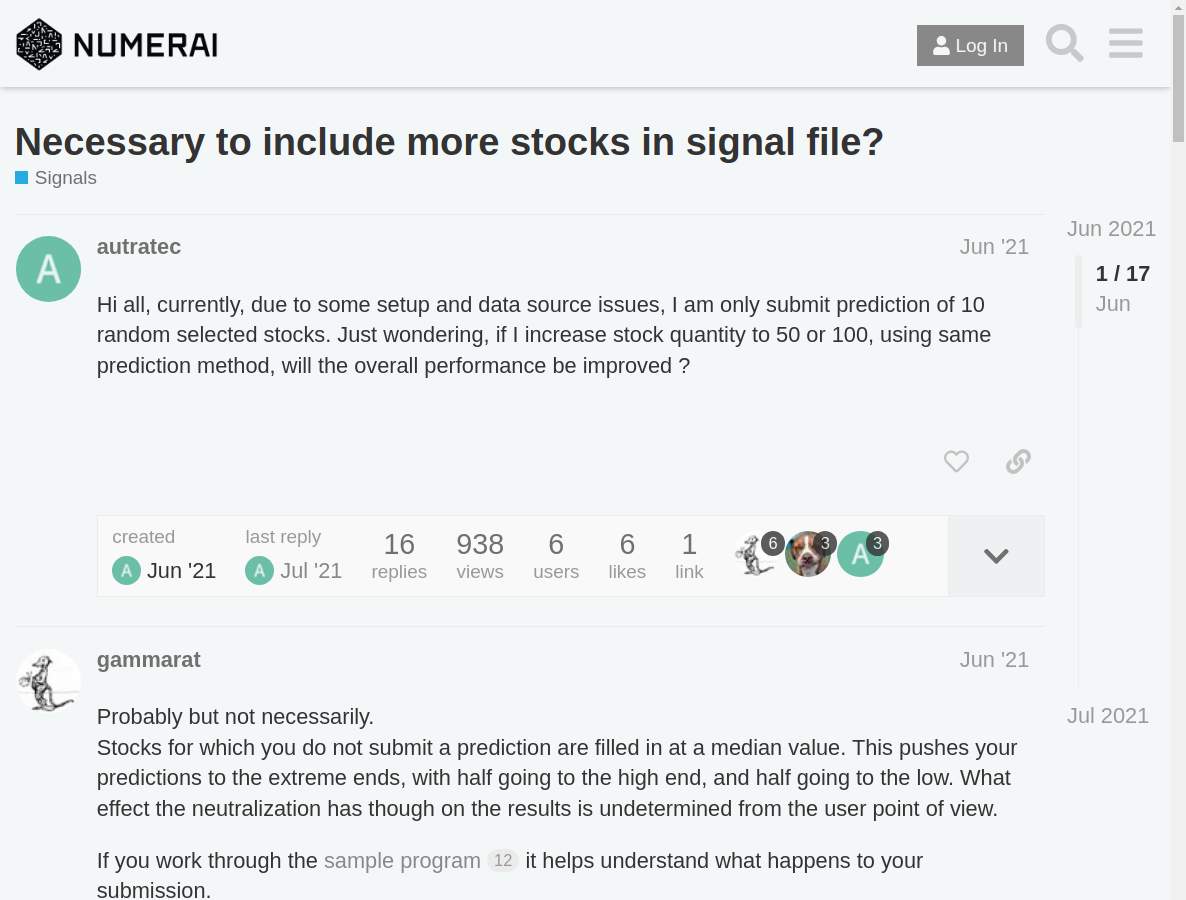 NUMERAI
Log In
Necessary to include more stocks in signal file?
Signals
autratec
Jun '21
Jun 2021
1 / 17
Jun
A
Hi all, currently, due to some setup and data source issues, I am only submit prediction of 10
random selected stocks. Just wondering, if I increase stock quantity to 50 or 100, using same
prediction method, will the overall performance be improved ?
created
A Jun '21
last reply
A Jul '21
16
replies
938
views
6
users
6
likes
1
link
6
3
A 3
gammarat
Jun '21
Jul 2021
Probably but not necessarily.
Stocks for which you do not submit a prediction are filled in at a median value. This pushes your
predictions to the extreme ends, with half going to the high end, and half going to the low. What
effect the neutralization has though on the results is undetermined from the user point of view.
If you work through the sample program 12 it helps understand what happens to your
submission.